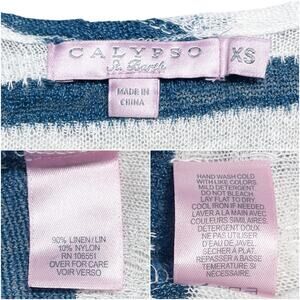 CALYPSO
St. Barth
XS
MADE IN
CHINA
90% LINEN/LIN
10% NYLON
RN 106551
OVER FOR CARE
VOIR VERSO
HAND WASH COLD
WITH LIKE COLORS.
MILD DETERGENT.
DO NOT BLEACH.
LAY FLAT TO DRY
COOL IRON IF NEEDED
LAVER A LA MAIN AVEC
COULEURS SIMILAIRES
DETERGENT DOUX
NE PAS UTILISER
D'EAU DE JAVEL.
SÉCHER A PLAT.
REPASSER A BASSE
TEMPERATURE SI
NÉCESSAIRE.